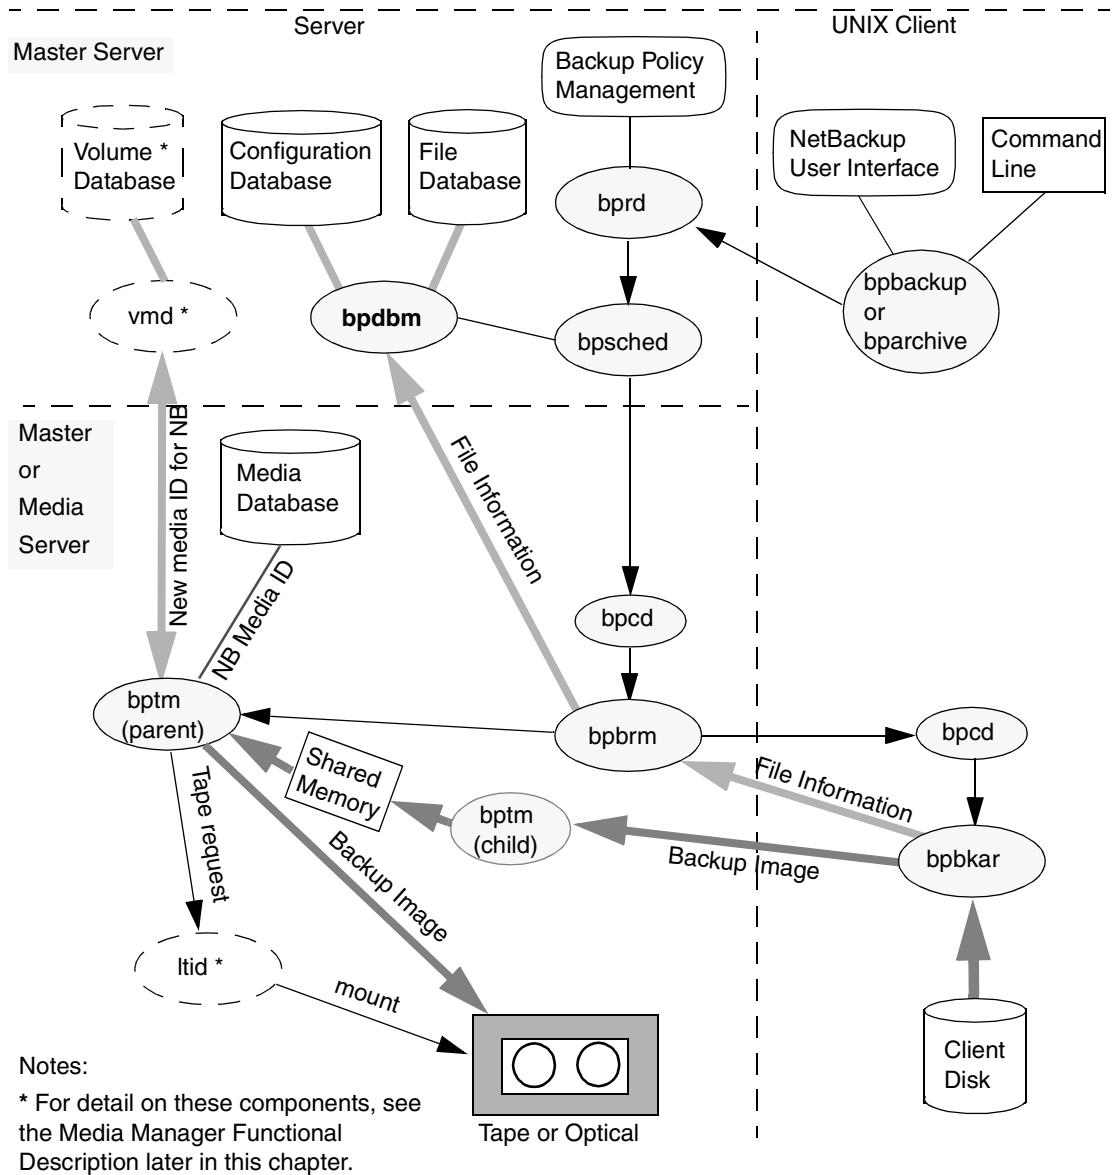 Server
UNIX Client
Master Server
Backup Policy
Management
Volume *
Database
Configuration
Database
File
Database
NetBackup
User Interface
Command
Line
bprd
vmd *
bpdbm
bpsched
bpbackup
or
bparchive
Master
or
Media
Server
New media ID for NB
Media
Database
NB Media ID
File Information
bpcd
bptm
(parent)
bpbrm
bpcd
Shared
Memory
File Information
bptm
(child)
Backup Image
bpbkar
Tape request
Backup Image
ltid *
mount
Client
Disk
Tape or Optical
Notes:
* For detail on these components, see
the Media Manager Functional
Description later in this chapter.